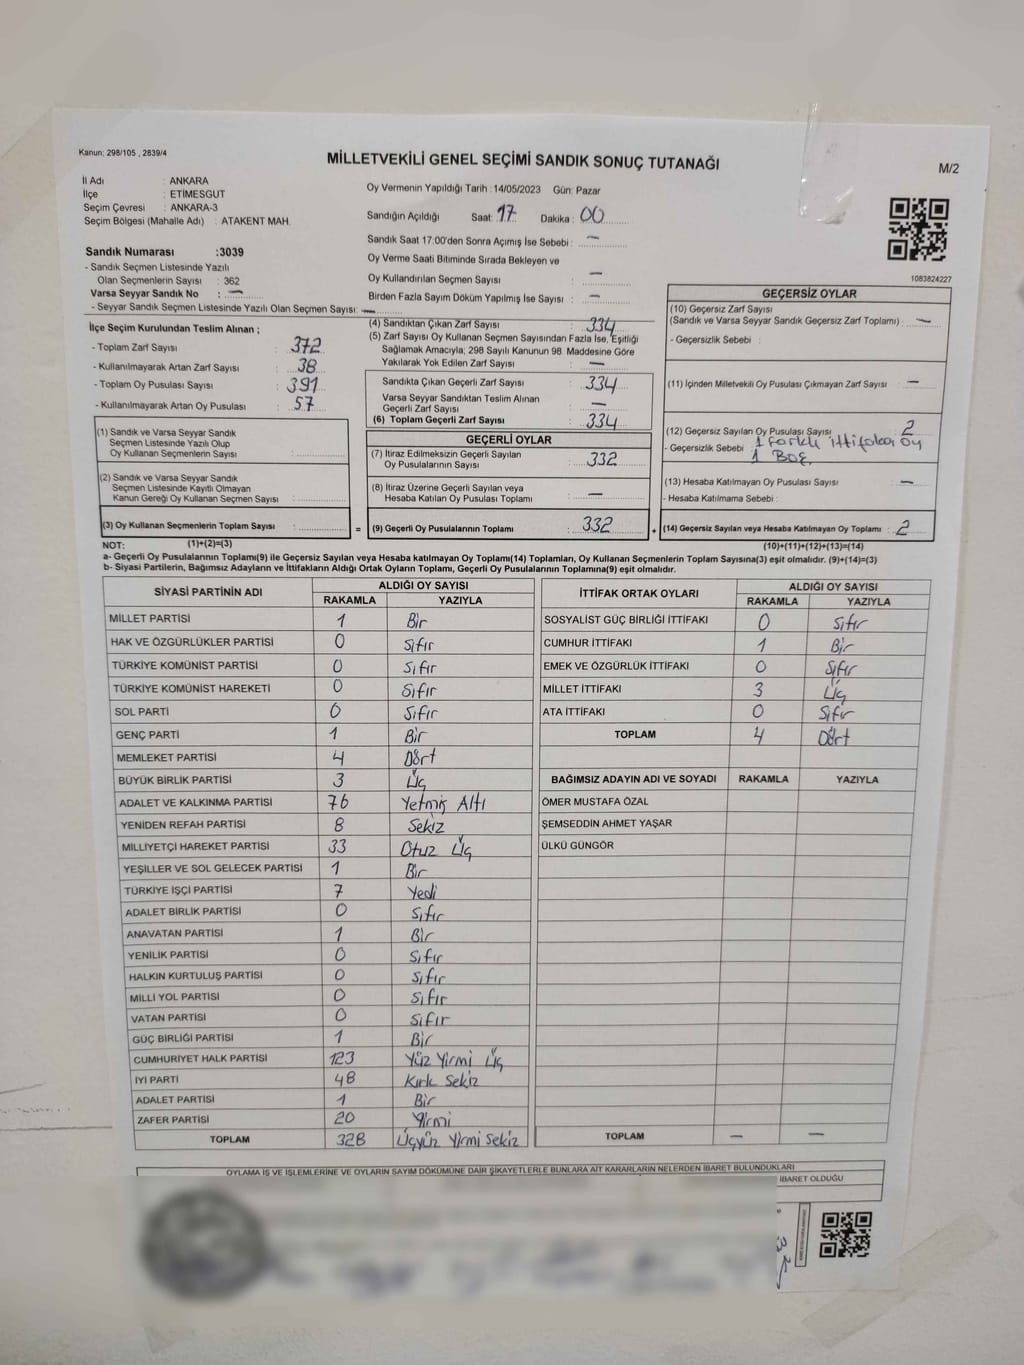 Kanun: 298/105 , 2839/4
MİLLETVEKİLİ GENEL SEÇİMİ SANDIK SONUÇ TUTANAĞI
M/2
İl Adı : ANKARA
İlçe : ETİMESGUT
Seçim Çevresi : ANKARA-3
Seçim Bölgesi (Mahalle Adı) : ATAKENT MAH.
Oy Vermenin Yapıldığı Tarih : 14/05/2023 Gün: Pazar
Sandığın Açıldığı Saat: 17 Dakika : 00
Sandık Saat 17:00'den Sonra Açımış İse Sebebi : —
Oy Verme Saati Bitiminde Sırada Bekleyen ve
Oy Kullandırılan Seçmen Sayısı : —
Birden Fazla Sayım Döküm Yapılmış İse Sayısı : —
1083824227
Sandık Numarası :3039
- Sandık Seçmen Listesinde Yazılı
Olan Seçmenlerin Sayısı : 362
Varsa Seyyar Sandık No : —
- Seyyar Sandık Seçmen Listesinde Yazılı Olan Seçmen Sayısı: —
İlçe Seçim Kurulundan Teslim Alınan ;
- Toplam Zarf Sayısı : 372
- Kullanılmayarak Artan Zarf Sayısı : 38
- Toplam Oy Pusulası Sayısı : 391
- Kullanılmayarak Artan Oy Pusulası : 57
(1) Sandık ve Varsa Seyyar Sandık
Seçmen Listesinde Yazılı Olup
Oy Kullanan Seçmenlerin Sayısı :
(2) Sandık ve Varsa Seyyar Sandık
Seçmen Listesinde Kayıtlı Olmayan
Kanun Gereği Oy Kullanan Seçmen Sayısı :
(3) Oy Kullanan Seçmenlerin Toplam Sayısı :
(1)+(2)=(3)
(4) Sandıktan Çıkan Zarf Sayısı : 334
(5) Zarf Sayısı Oy Kullanan Seçmen Sayısından Fazla İse, Eşitliği
Sağlamak Amacıyla; 298 Sayılı Kanunun 98. Maddesine Göre
Yakılarak Yok Edilen Zarf Sayısı : —
Sandıkta Çıkan Geçerli Zarf Sayısı : 334
Varsa Seyyar Sandıktan Teslim Alınan
Geçerli Zarf Sayısı : —
(6) Toplam Geçerli Zarf Sayısı : 334
GEÇERLİ OYLAR
(7) İtiraz Edilmeksizin Geçerli Sayılan
Oy Pusulalarının Sayısı : 332
(8) İtiraz Üzerine Geçerli Sayılan veya
Hesaba Katılan Oy Pusulası Toplamı : —
= (9) Geçerli Oy Pusulalarının Toplamı : 332 +
GEÇERSİZ OYLAR
(10) Geçersiz Zarf Sayısı
(Sandık ve Varsa Seyyar Sandık Geçersiz Zarf Toplamı) : —
- Geçersizlik Sebebi :
(11) İçinden Milletvekili Oy Pusulası Çıkmayan Zarf Sayısı : —
(12) Geçersiz Sayılan Oy Pusulası Sayısı : 2
- Geçersizlik Sebebi : 1 Farklı ittifaka oy
1 Boş
(13) Hesaba Katılmayan Oy Pusulası Sayısı : —
- Hesaba Katılmama Sebebi :
(14) Geçersiz Sayılan veya Hesaba Katılmayan Oy Toplamı : 2
(10)+(11)+(12)+(13)=(14)
NOT:
a- Geçerli Oy Pusulalarının Toplamı(9) ile Geçersiz Sayılan veya Hesaba katılmayan Oy Toplamı(14) Toplamları, Oy Kullanan Seçmenlerin Toplam Sayısına(3) eşit olmalıdır. (9)+(14)=(3)
b- Siyasi Partilerin, Bağımsız Adayların ve İttifakların Aldığı Ortak Oyların Toplamı, Geçerli Oy Pusulalarının Toplamına(9) eşit olmalıdır.
SİYASİ PARTİNİN ADI ALDIĞI OY SAYISI
RAKAMLA YAZIYLA
MİLLET PARTİSİ 1 Bir
HAK VE ÖZGÜRLÜKLER PARTİSİ 0 Sıfır
TÜRKİYE KOMÜNİST PARTİSİ 0 Sıfır
TÜRKİYE KOMÜNİST HAREKETİ 0 Sıfır
SOL PARTİ 0 Sıfır
GENÇ PARTİ 1 Bir
MEMLEKET PARTİSİ 4 Dört
BÜYÜK BİRLİK PARTİSİ 3 Üç
ADALET VE KALKINMA PARTİSİ 76 Yetmiş Altı
YENİDEN REFAH PARTİSİ 8 Sekiz
MİLLİYETÇİ HAREKET PARTİSİ 33 Otuz Üç
YEŞİLLER VE SOL GELECEK PARTİSİ 1 Bir
TÜRKİYE İŞÇİ PARTİSİ 7 Yedi
ADALET BİRLİK PARTİSİ 0 Sıfır
ANAVATAN PARTİSİ 1 Bir
YENİLİK PARTİSİ 0 Sıfır
HALKIN KURTULUŞ PARTİSİ 0 Sıfır
MİLLİ YOL PARTİSİ 0 Sıfır
VATAN PARTİSİ 0 Sıfır
GÜÇ BİRLİĞİ PARTİSİ 1 Bir
CUMHURİYET HALK PARTİSİ 123 Yüz Yirmi Üç
İYİ PARTİ 48 Kırk Sekiz
ADALET PARTİSİ 1 Bir
ZAFER PARTİSİ 20 Yirmi
TOPLAM 328 Üçyüz Yirmi Sekiz
İTTİFAK ORTAK OYLARI ALDIĞI OY SAYISI
RAKAMLA YAZIYLA
SOSYALİST GÜÇ BİRLİĞİ İTTİFAKI 0 Sıfır
CUMHUR İTTİFAKI 1 Bir
EMEK VE ÖZGÜRLÜK İTTİFAKI 0 Sıfır
MİLLET İTTİFAKI 3 Üç
ATA İTTİFAKI 0 Sıfır
TOPLAM 4 Dört
BAĞIMSIZ ADAYIN ADI VE SOYADI RAKAMLA YAZIYLA
ÖMER MUSTAFA ÖZAL
ŞEMSEDDİN AHMET YAŞAR
ÜLKÜ GÜNGÖR
TOPLAM — —
OYLAMA İŞ VE İŞLEMLERİNE VE OYLARIN SAYIM DÖKÜMÜNE DAİR ŞİKAYETLERLE BUNLARA AİT KARARLARIN NELERDEN İBARET BULUNDUKLARI
İBARET OLDUĞU